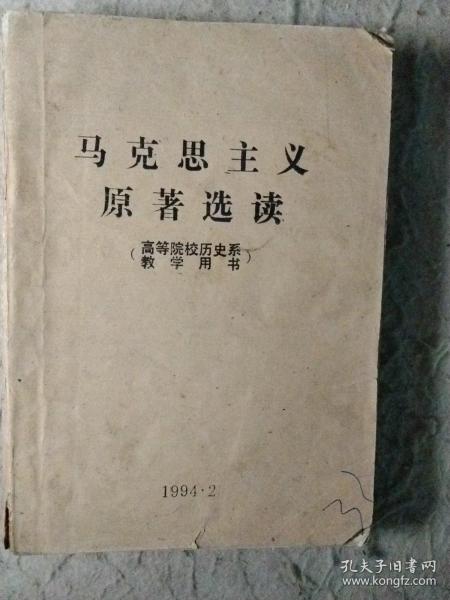 马克思主义
原著选读
(高等院校历史系
教学用书)
1994·2
孔夫子旧书网
www.kongfz.com